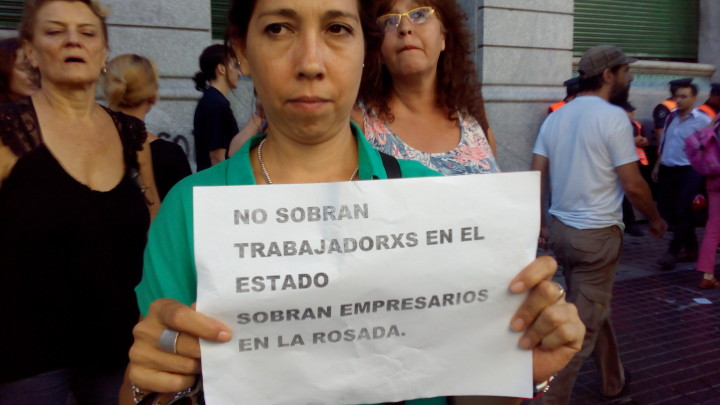 NO SOBRAN
TRABAJADORXS EN EL
ESTADO
SOBRAN EMPRESARIOS
EN LA ROSADA.